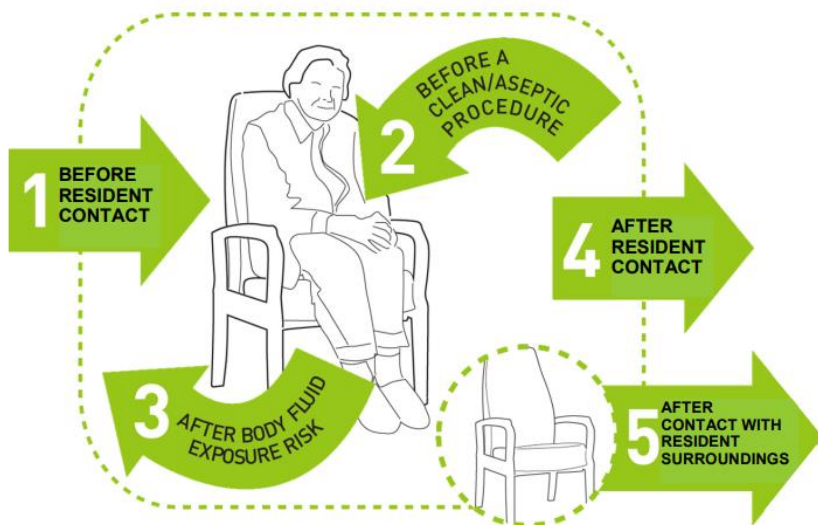 1
BEFORE
RESIDENT
CONTACT
2
BEFORE A
CLEAN/ASEPTIC
PROCEDURE
3
AFTER BODY FLUID
EXPOSURE RISK
4
AFTER
RESIDENT
CONTACT
5
AFTER
CONTACT WITH
RESIDENT
SURROUNDINGS